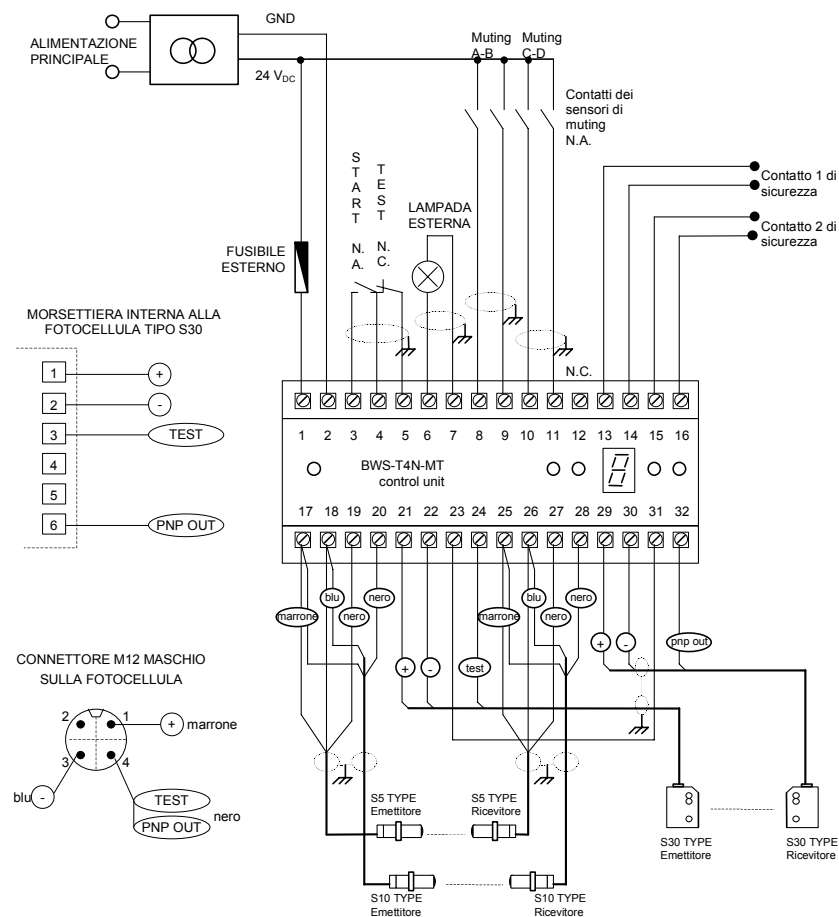 GND
ALIMENTAZIONE
PRINCIPALE
24 VDC
Muting
A-B
Muting
C-D
Contatti dei
sensori di
muting
N.A.
START N.A.
TEST N.C.
LAMPADA
ESTERNA
Contatto 1 di
sicurezza
Contatto 2 di
sicurezza
FUSIBILE
ESTERNO
MORSETTIERA INTERNA ALLA
FOTOCELLULA TIPO S30
1 +
2 -
3 TEST
4
5
6 PNP OUT
N.C.
1 2 3 4 5 6 7 8 9 10 11 12 13 14 15 16
BWS-T4N-MT
control unit
17 18 19 20 21 22 23 24 25 26 27 28 29 30 31 32
marrone blu nero nero + - test marrone blu nero nero + - pnp out
CONNETTORE M12 MASCHIO
SULLA FOTOCELLULA
2 1 + marrone
3 4
blu - TEST
PNP OUT nero
S5 TYPE
Emettitore
S5 TYPE
Ricevitore
S30 TYPE
Emettitore
S30 TYPE
Ricevitore
S10 TYPE
Emettitore
S10 TYPE
Ricevitore